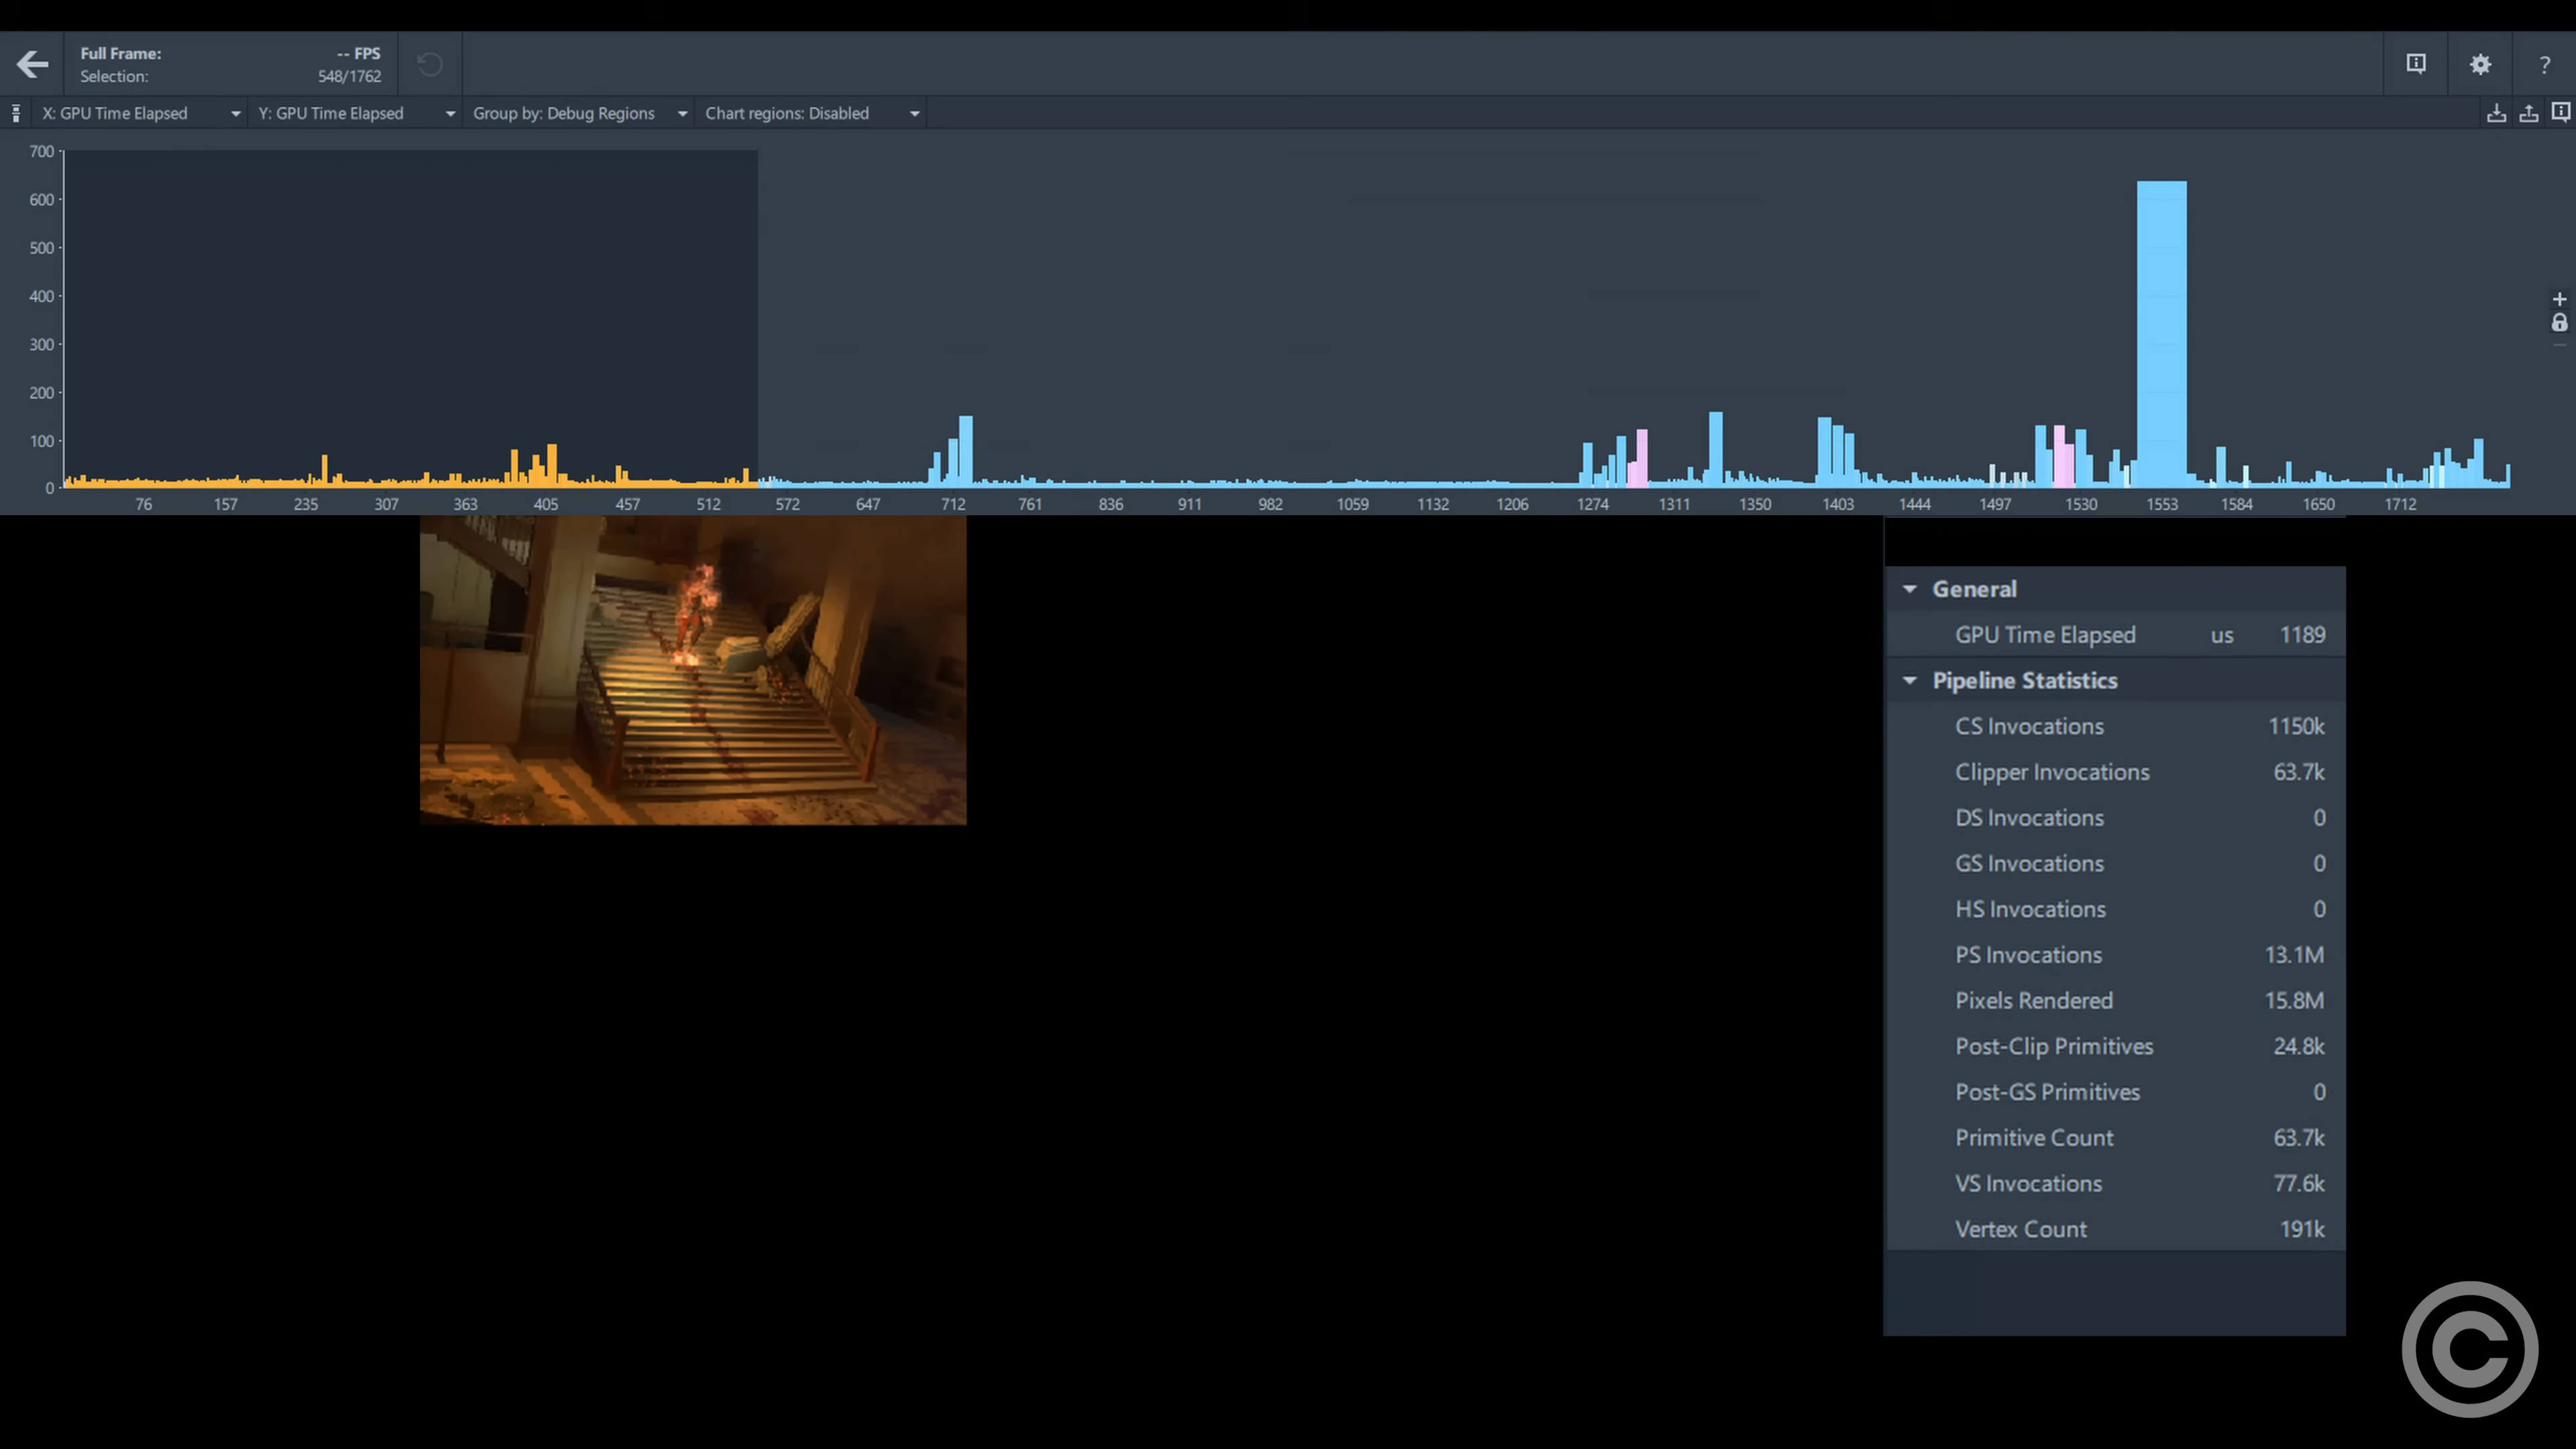 Full Frame: -- FPS
Selection: 548/1762
?
X: GPU Time Elapsed Y: GPU Time Elapsed Group by: Debug Regions Chart regions: Disabled
700
600
500
400
300
200
100
0
76 157 235 307 363 405 457 512 572 647 712 761 836 911 982 1059 1132 1206 1274 1311 1350 1403 1444 1497 1530 1553 1584 1650 1712
General
GPU Time Elapsed us 1189
Pipeline Statistics
CS Invocations 1150k
Clipper Invocations 63.7k
DS Invocations 0
GS Invocations 0
HS Invocations 0
PS Invocations 13.1M
Pixels Rendered 15.8M
Post-Clip Primitives 24.8k
Post-GS Primitives 0
Primitive Count 63.7k
VS Invocations 77.6k
Vertex Count 191k
©